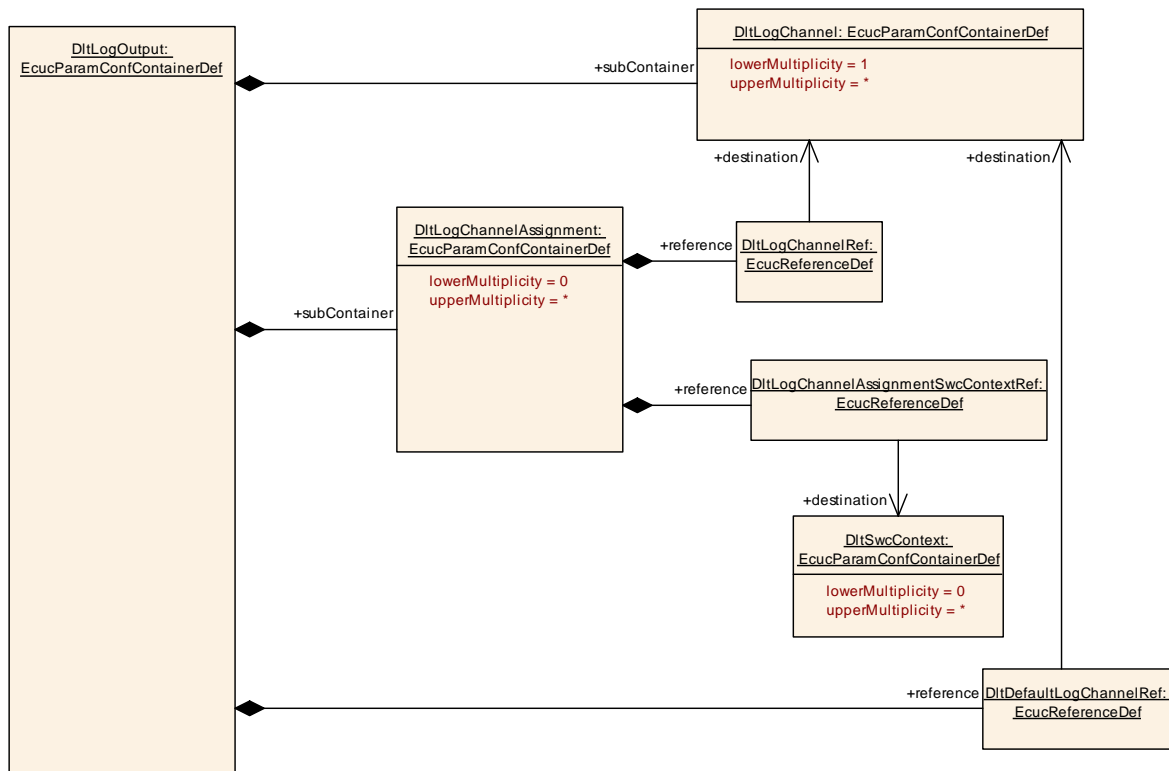 DltLogOutput:
EcucParamConfContainerDef
DltLogChannel: EcucParamConfContainerDef
lowerMultiplicity = 1
upperMultiplicity = *
+subContainer
+destination
+destination
DltLogChannelAssignment:
EcucParamConfContainerDef
lowerMultiplicity = 0
upperMultiplicity = *
+reference
DltLogChannelRef:
EcucReferenceDef
+subContainer
+reference
DltLogChannelAssignmentSwcContextRef:
EcucReferenceDef
+destination
DltSwcContext:
EcucParamConfContainerDef
lowerMultiplicity = 0
upperMultiplicity = *
+reference
DltDefaultLogChannelRef:
EcucReferenceDef